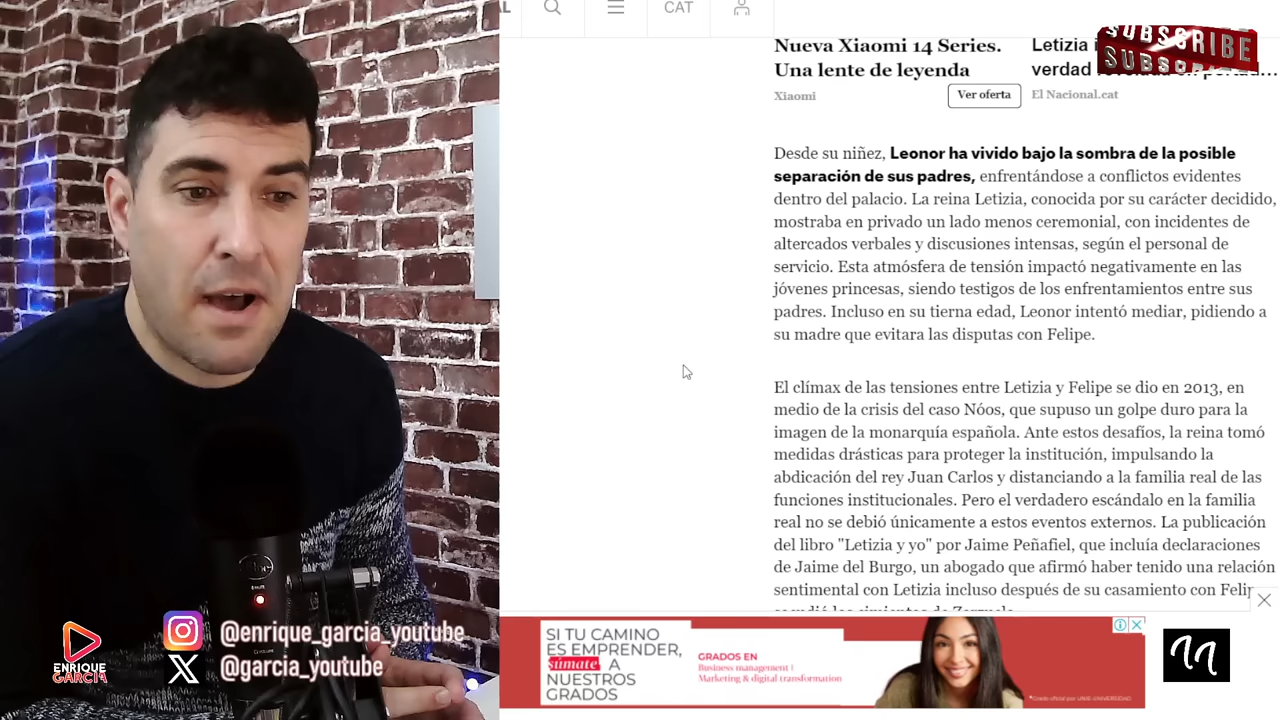 AL
CAT
Nueva Xiaomi 14 Series.
Una lente de leyenda
Xiaomi
Ver oferta
Letizia
verdad
El Nacional.cat
SUBSCRIBE
Desde su niñez, Leonor ha vivido bajo la sombra de la posible
separación de sus padres, enfrentándose a conflictos evidentes
dentro del palacio. La reina Letizia, conocida por su carácter decidido,
mostraba en privado un lado menos ceremonial, con incidentes de
altercados verbales y discusiones intensas, según el personal de
servicio. Esta atmósfera de tensión impactó negativamente en las
jóvenes princesas, siendo testigos de los enfrentamientos entre sus
padres. Incluso en su tierna edad, Leonor intentó mediar, pidiendo a
su madre que evitara las disputas con Felipe.
El clímax de las tensiones entre Letizia y Felipe se dio en 2013, en
medio de la crisis del caso Nóos, que supuso un golpe duro para la
imagen de la monarquía española. Ante estos desafíos, la reina tomó
medidas drásticas para proteger la institución, impulsando la
abdicación del rey Juan Carlos y distanciando a la familia real de las
funciones institucionales. Pero el verdadero escándalo en la familia
real no se debió únicamente a estos eventos externos. La publicación
del libro "Letizia y yo" por Jaime Peñafiel, que incluía declaraciones
de Jaime del Burgo, un abogado que afirmó haber tenido una relación
sentimental con Letizia incluso después de su casamiento con Felip
SI TU CAMINO
ES EMPRENDER,
súmate A
NUESTROS
GRADOS
GRADOS EN
Business management |
Marketing & digital transformation
ENRIQUE
GARCIA
@enrique_garcia_youtube
@garcia_youtube